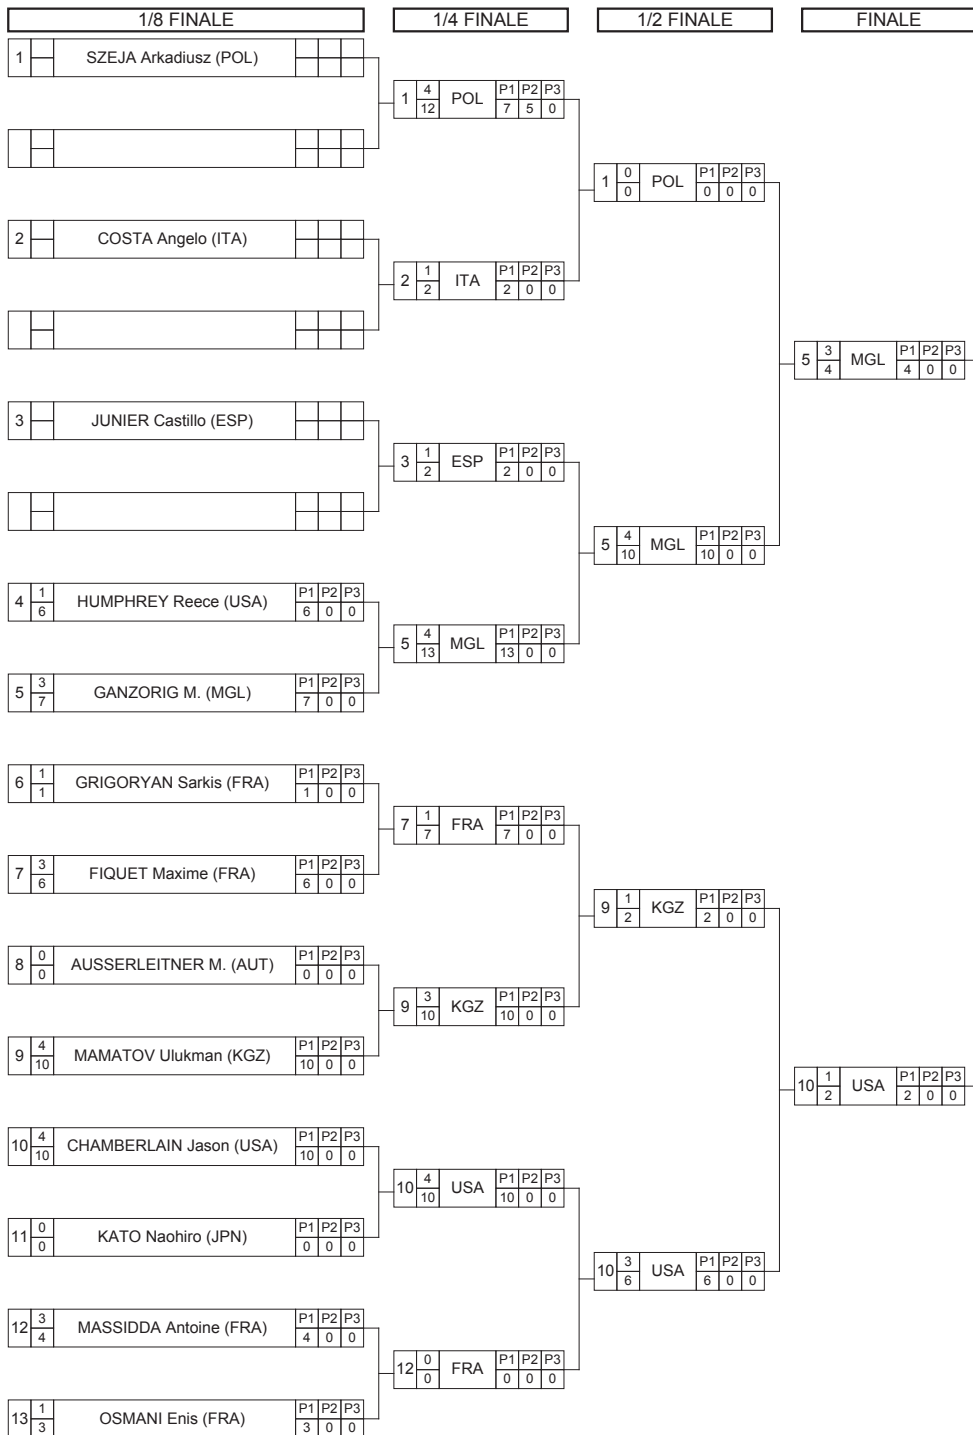 1/8 FINALE 1/4 FINALE 1/2 FINALE FINALE
1 SZEJA Arkadiusz (POL)
1 4 12 POL P1 P2 P3 7 5 0
1 0 0 POL P1 P2 P3 0 0 0
2 COSTA Angelo (ITA)
2 1 2 ITA P1 P2 P3 2 0 0
5 3 4 MGL P1 P2 P3 4 0 0
3 JUNIER Castillo (ESP)
3 1 2 ESP P1 P2 P3 2 0 0
5 4 10 MGL P1 P2 P3 10 0 0
4 1 6 HUMPHREY Reece (USA) P1 P2 P3 6 0 0
5 4 13 MGL P1 P2 P3 13 0 0
5 3 7 GANZORIG M. (MGL) P1 P2 P3 7 0 0
6 1 1 GRIGORYAN Sarkis (FRA) P1 P2 P3 1 0 0
7 1 7 FRA P1 P2 P3 7 0 0
7 3 6 FIQUET Maxime (FRA) P1 P2 P3 6 0 0
9 1 2 KGZ P1 P2 P3 2 0 0
8 0 0 AUSSERLEITNER M. (AUT) P1 P2 P3 0 0 0
9 3 10 KGZ P1 P2 P3 10 0 0
9 4 10 MAMATOV Ulukman (KGZ) P1 P2 P3 10 0 0
10 1 2 USA P1 P2 P3 2 0 0
10 4 10 CHAMBERLAIN Jason (USA) P1 P2 P3 10 0 0
10 4 10 USA P1 P2 P3 10 0 0
11 0 0 KATO Naohiro (JPN) P1 P2 P3 0 0 0
10 3 6 USA P1 P2 P3 6 0 0
12 3 4 MASSIDDA Antoine (FRA) P1 P2 P3 4 0 0
12 0 0 FRA P1 P2 P3 0 0 0
13 1 3 OSMANI Enis (FRA) P1 P2 P3 3 0 0